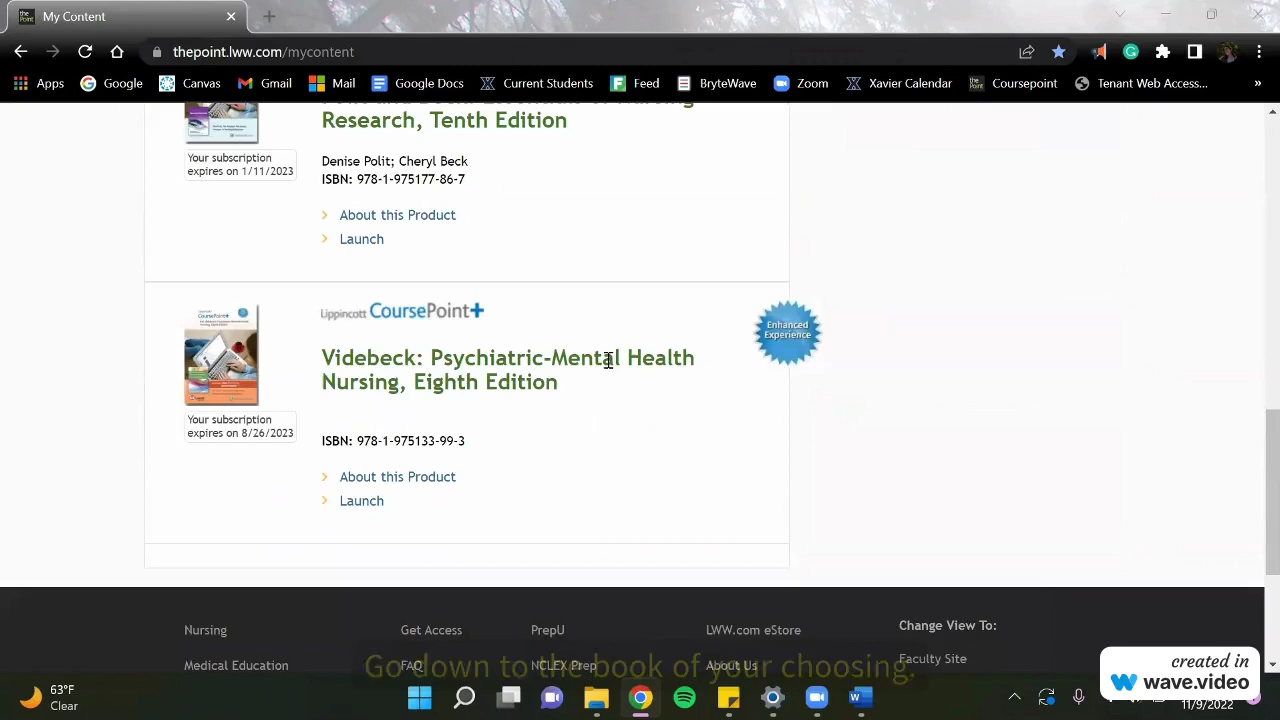 My Content
thepoint.lww.com/mycontent
Apps Google Canvas Gmail Mail Google Docs Current Students Feed BryteWave Zoom Xavier Calendar Coursepoint Tenant Web Access... »
Research, Tenth Edition
Your subscription
expires on 1/11/2023
Denise Polit; Cheryl Beck
ISBN: 978-1-975177-86-7
About this Product
Launch
Lippincott CoursePoint+
Enhanced
Experience
Videbeck: Psychiatric-Mental Health
Nursing, Eighth Edition
Your subscription
expires on 8/26/2023
ISBN: 978-1-975133-99-3
About this Product
Launch
Nursing Get Access PrepU LWW.com eStore Change View To:
Medical Education FAQ NCLEX Prep About Us Faculty Site
Go down to the book of your choosing.
created in
wave.video
63°F
Clear
11/9/2022